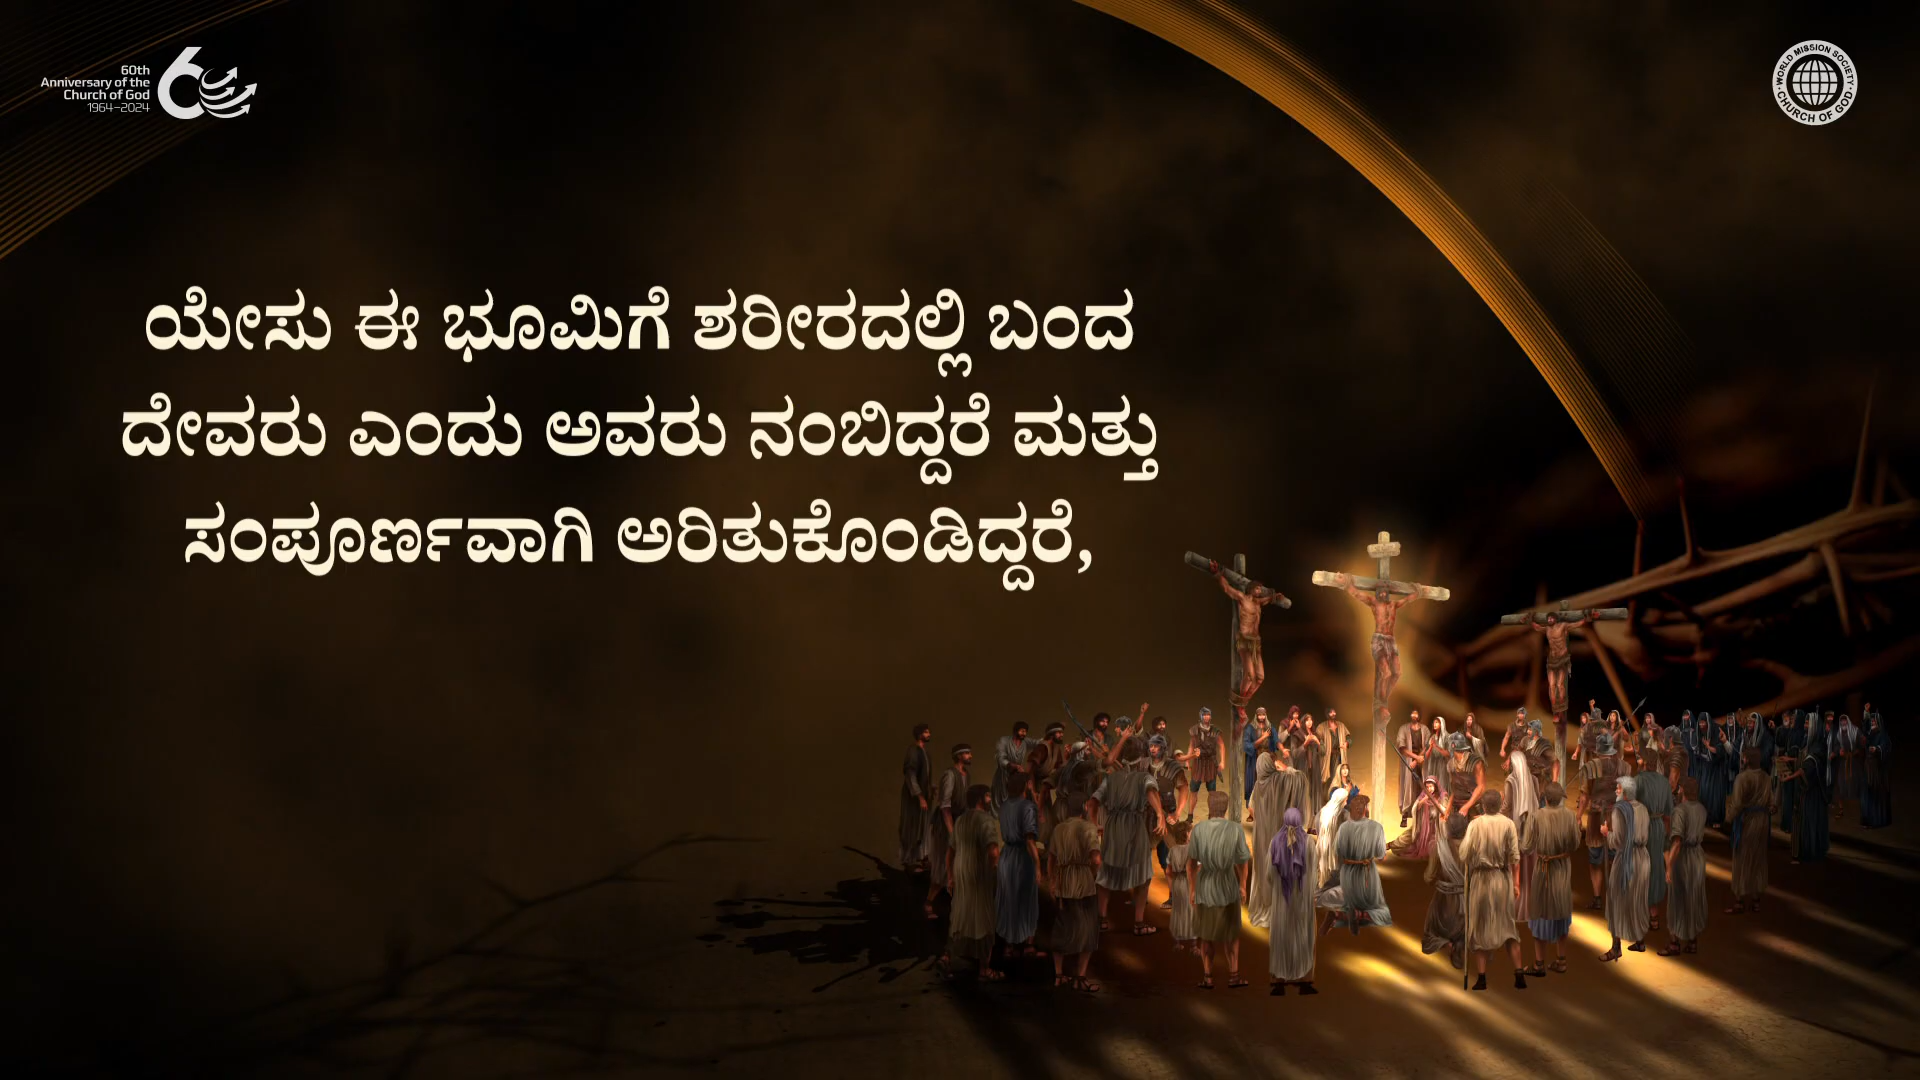 60th
Anniversary of the
Church of God
1964–2024
60
WORLD MISSION SOCIETY
CHURCH OF GOD
ಯೇಸು ಈ ಭೂಮಿಗೆ ಶರೀರದಲ್ಲಿ ಬಂದ
ದೇವರು ಎಂದು ಅವರು ನಂಬಿದ್ದರೆ ಮತ್ತು
ಸಂಪೂರ್ಣವಾಗಿ ಅರಿತುಕೊಂಡಿದ್ದರೆ,